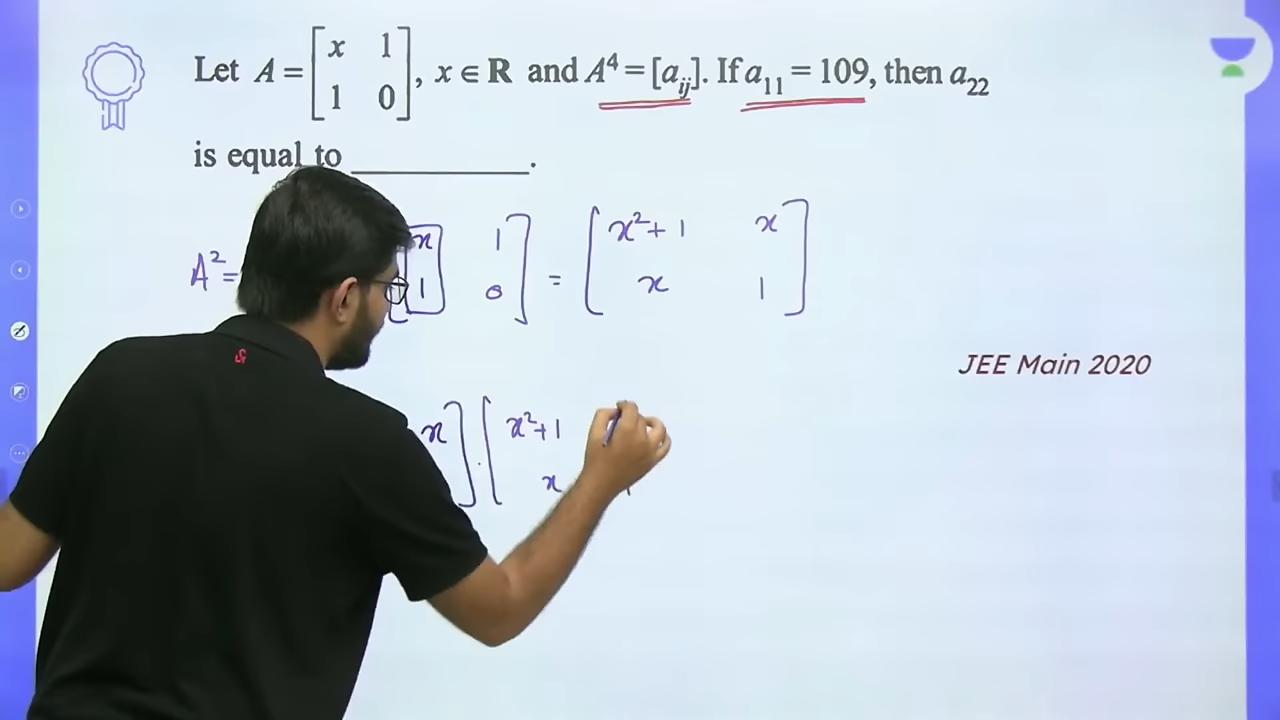 Let A = [x 1; 1 0], x ∈ R and A⁴ = [aᵢⱼ]. If a₁₁ = 109, then a₂₂
is equal to ____________.
A² = [x 1; 1 0] = [x²+1 x; x 1]
JEE Main 2020
x] · [x²+1
x